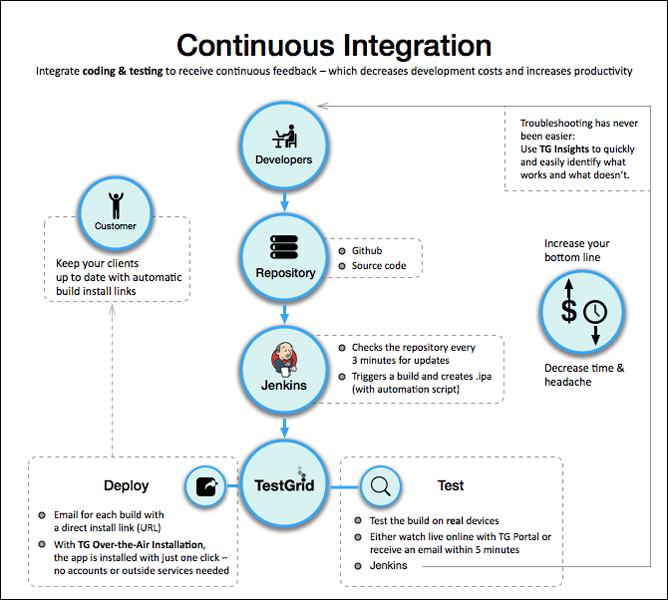 Continuous Integration
Integrate coding & testing to receive continuous feedback – which decreases development costs and increases productivity
Developers
Troubleshooting has never
been easier:
Use TG Insights to quickly
and easily identify what
works and what doesn't.
Customer
Keep your clients
up to date with automatic
build install links
Repository
Github
Source code
Increase your
bottom line
$
Decrease time &
headache
Jenkins
Checks the repository every
3 minutes for updates
Triggers a build and creates .ipa
(with automation script)
TestGrid
Deploy
Email for each build with
a direct install link (URL)
With TG Over-the-Air Installation,
the app is installed with just one click –
no accounts or outside services needed
Test
Test the build on real devices
Either watch live online with TG Portal or
receive an email within 5 minutes
Jenkins